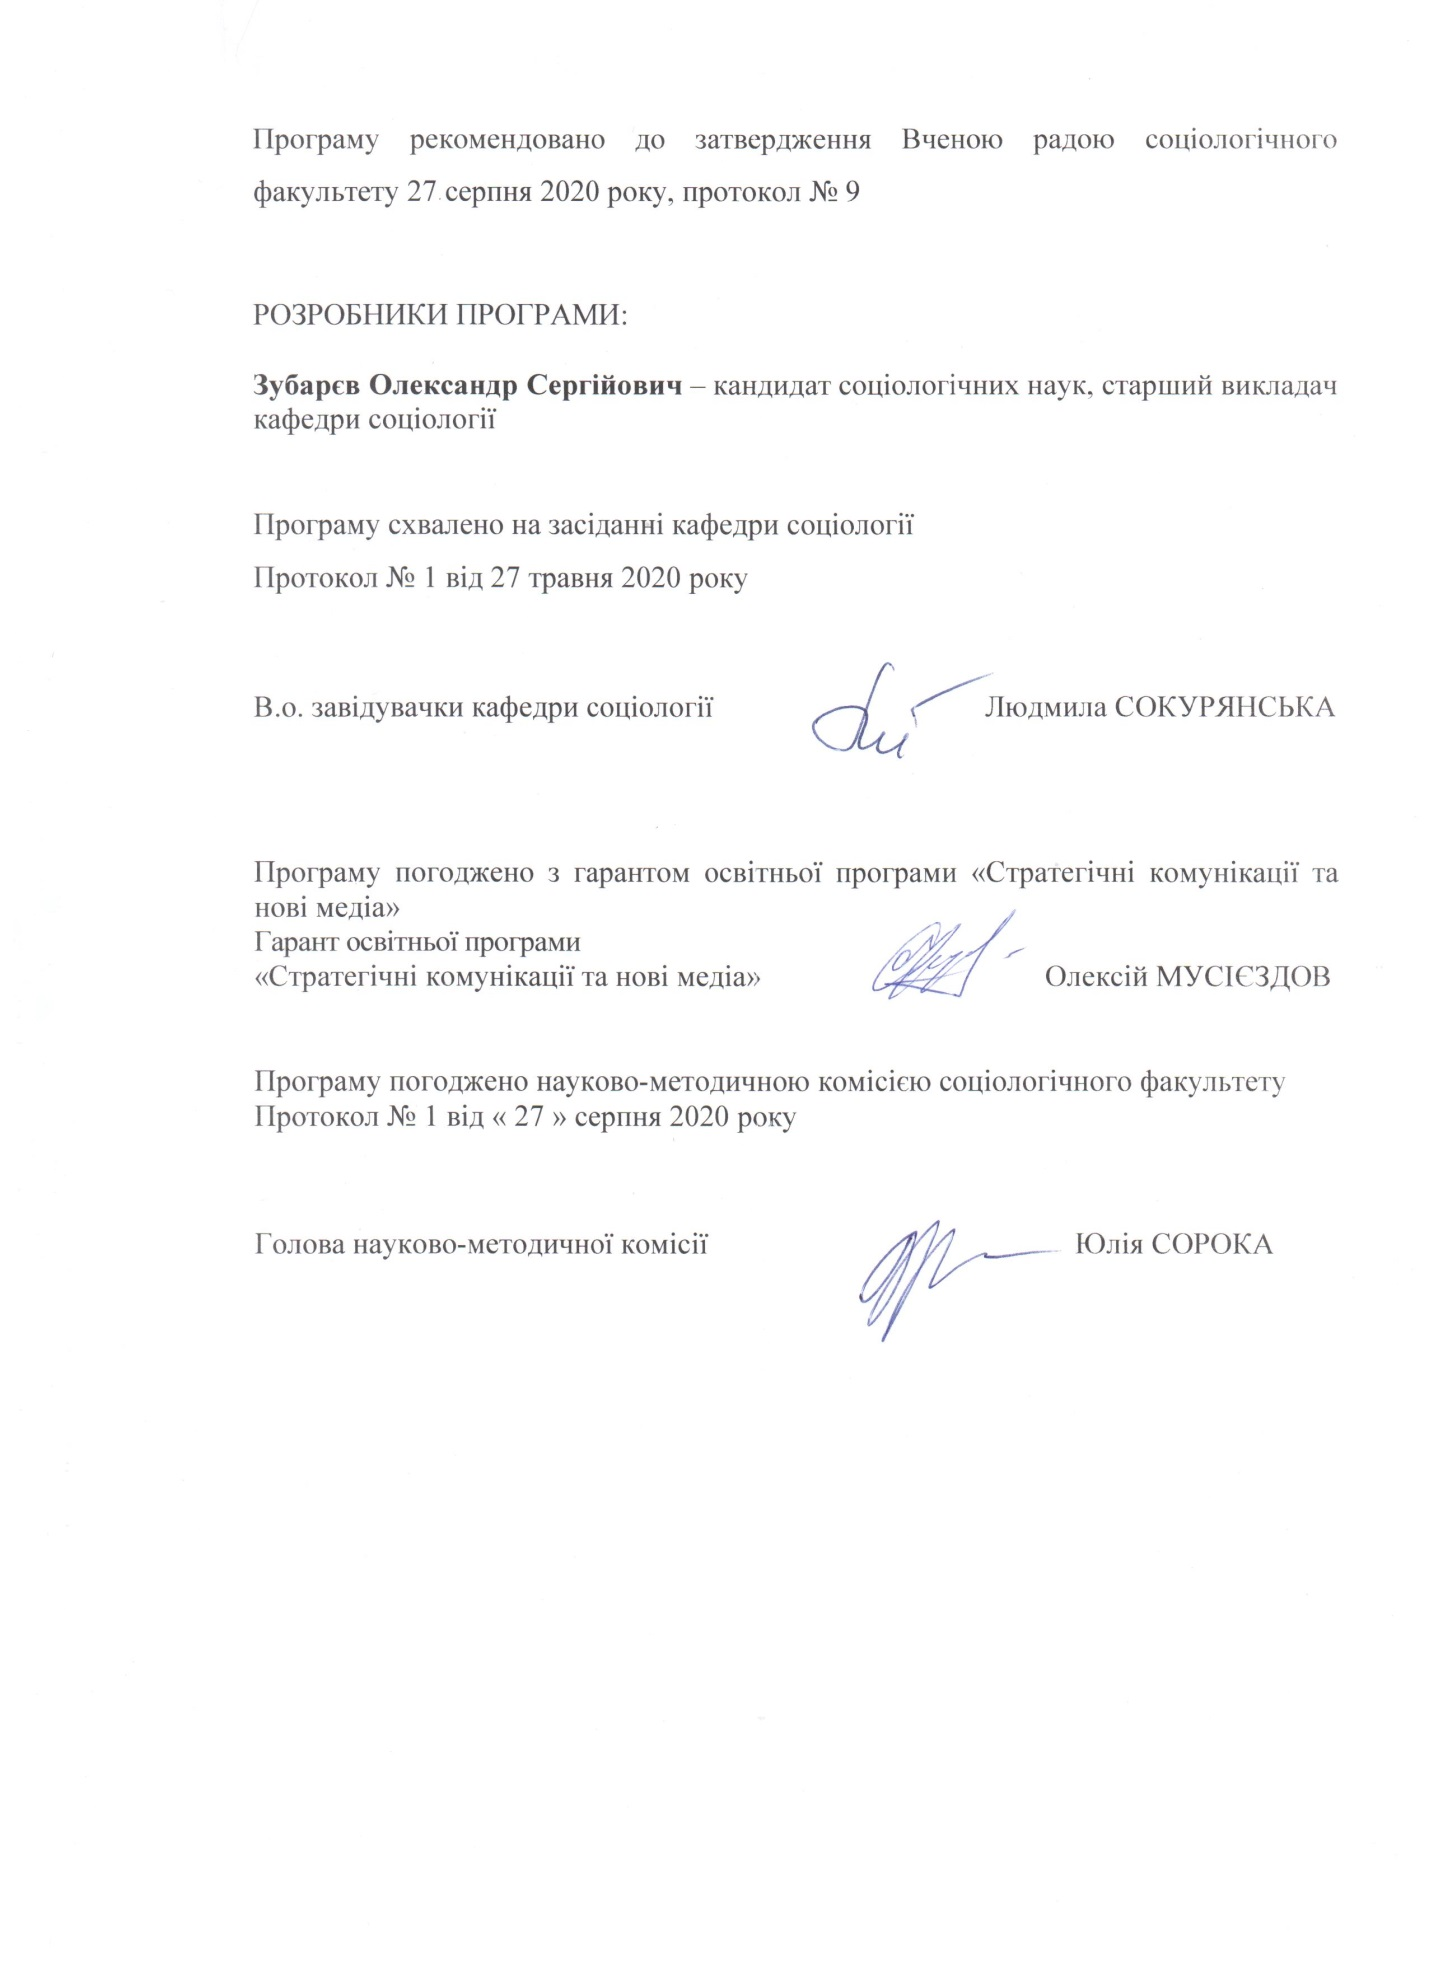 Програму рекомендовано до затвердження Вченою радою соціологічного
факультету 27 серпня 2020 року, протокол № 9
РОЗРОБНИКИ ПРОГРАМИ:
Зубарєв Олександр Сергійович – кандидат соціологічних наук, старший викладач
кафедри соціології
Програму схвалено на засіданні кафедри соціології
Протокол № 1 від 27 травня 2020 року
В.о. завідувачки кафедри соціології Людмила СОКУРЯНСЬКА
Програму погоджено з гарантом освітньої програми «Стратегічні комунікації та
нові медіа»
Гарант освітньої програми
«Стратегічні комунікації та нові медіа» Олексій МУСІЄЗДОВ
Програму погоджено науково-методичною комісією соціологічного факультету
Протокол № 1 від « 27 » серпня 2020 року
Голова науково-методичної комісії Юлія СОРОКА